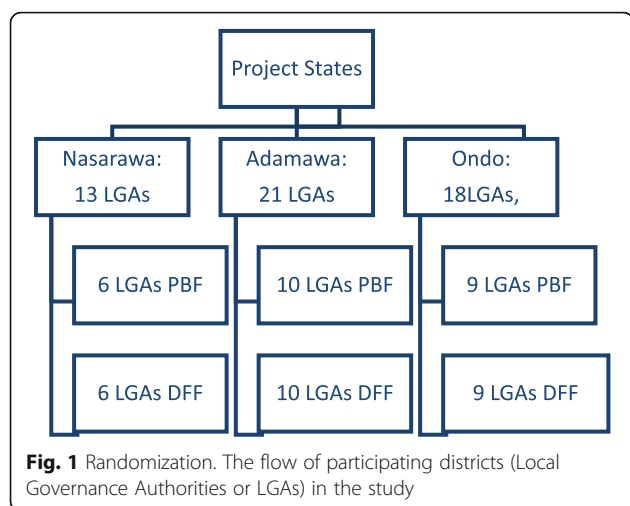 Project States
Nasarawa:
13 LGAs
Adamawa:
21 LGAs
Ondo:
18LGAs,
6 LGAs PBF
10 LGAs PBF
9 LGAs PBF
6 LGAs DFF
10 LGAs DFF
9 LGAs DFF
Fig. 1 Randomization. The flow of participating districts (Local
Governance Authorities or LGAs) in the study